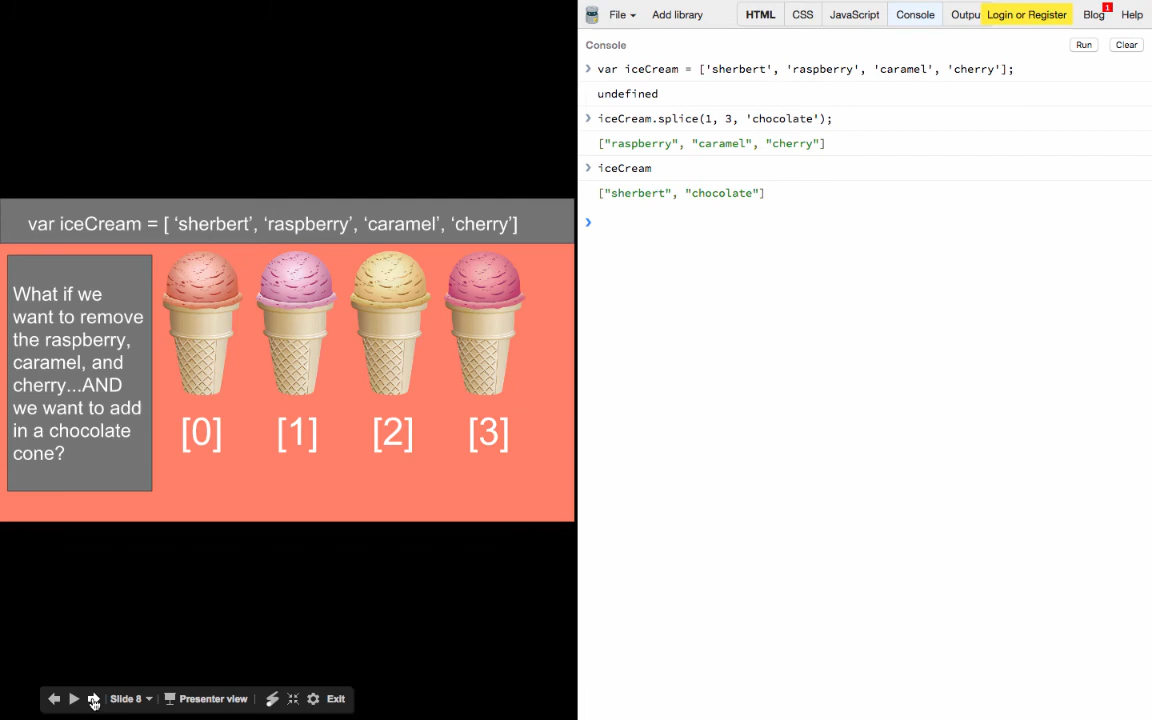 var iceCream = [ ‘sherbert’, ‘raspberry’, ‘caramel’, ‘cherry’]
What if we
want to remove
the raspberry,
caramel, and
cherry...AND
we want to add
in a chocolate
cone?
[0] [1] [2] [3]
Slide 8 Presenter view Exit
File Add library HTML CSS JavaScript Console Outpu Login or Register Blog 1 Help
Console Run Clear
var iceCream = ['sherbert', 'raspberry', 'caramel', 'cherry'];
undefined
iceCream.splice(1, 3, 'chocolate');
["raspberry", "caramel", "cherry"]
iceCream
["sherbert", "chocolate"]